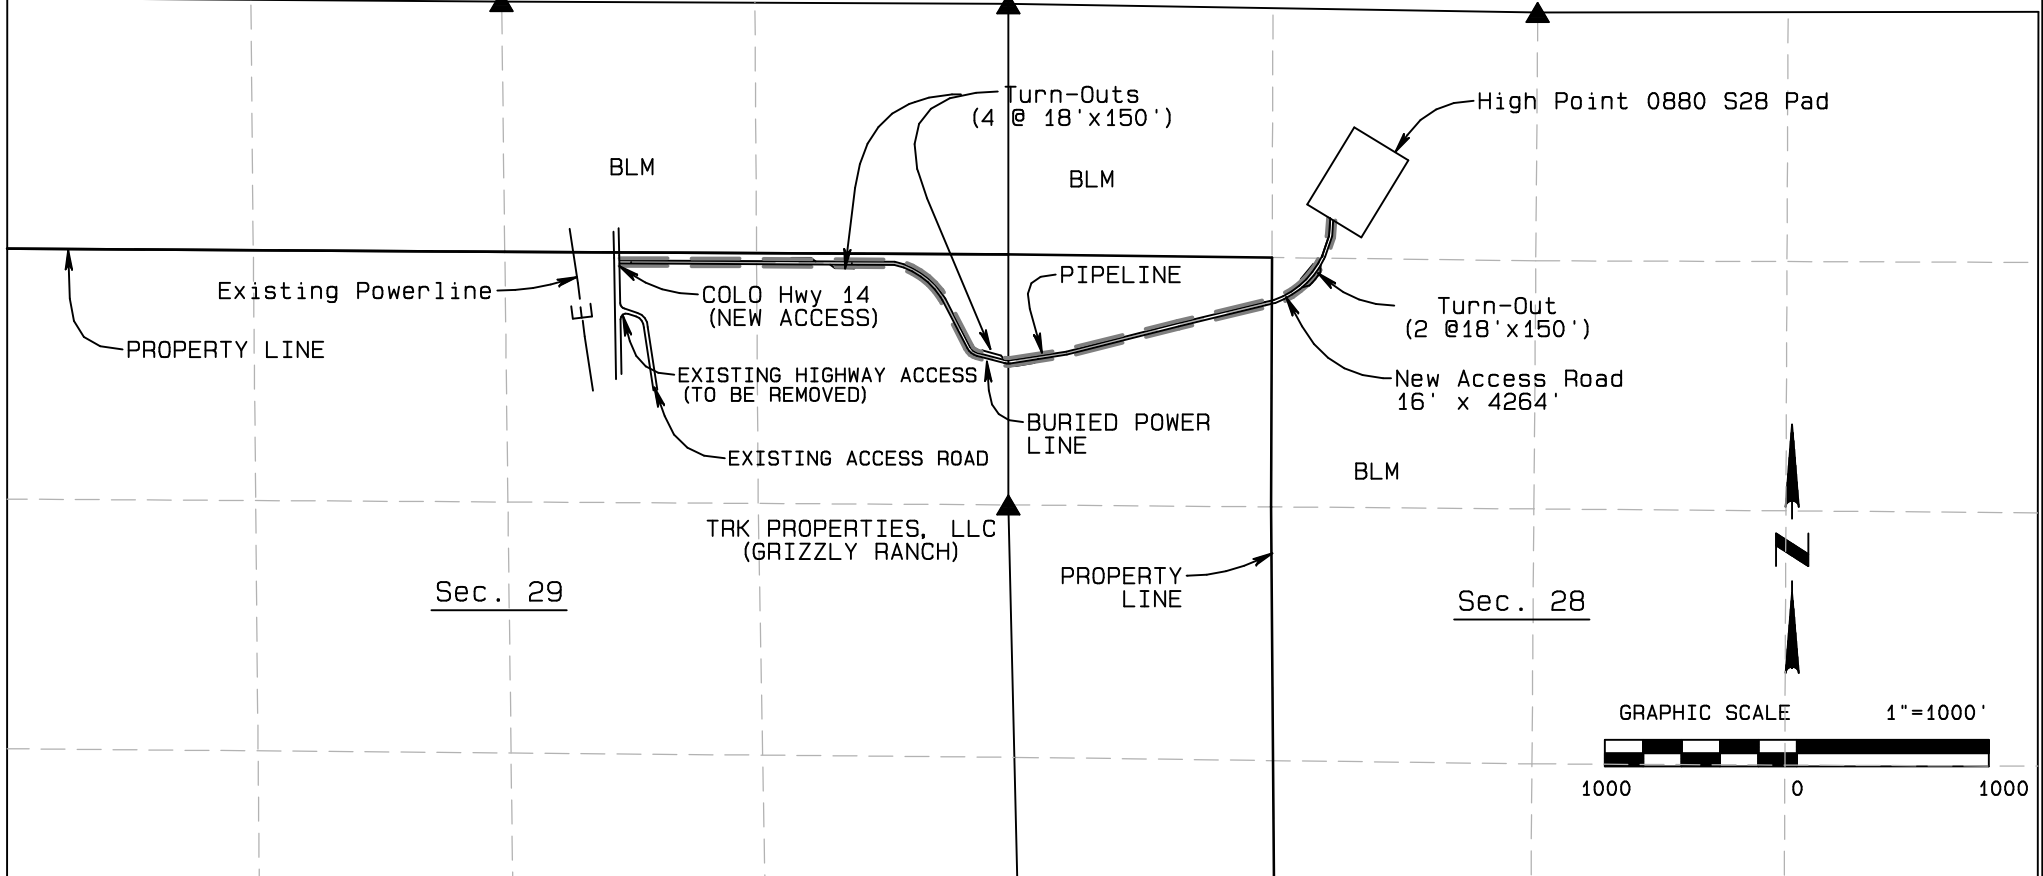 Turn-Outs
(4 @ 18'x150')
High Point 0880 S28 Pad
BLM
BLM
Existing Powerline
E
COLO Hwy 14
(NEW ACCESS)
PIPELINE
Turn-Out
(2 @18'x150')
PROPERTY LINE
EXISTING HIGHWAY ACCESS
(TO BE REMOVED)
New Access Road
16' x 4264'
BURIED POWER
LINE
EXISTING ACCESS ROAD
BLM
TRK PROPERTIES, LLC
(GRIZZLY RANCH)
N
PROPERTY
LINE
Sec. 29
Sec. 28
GRAPHIC SCALE 1"=1000'
1000 0 1000